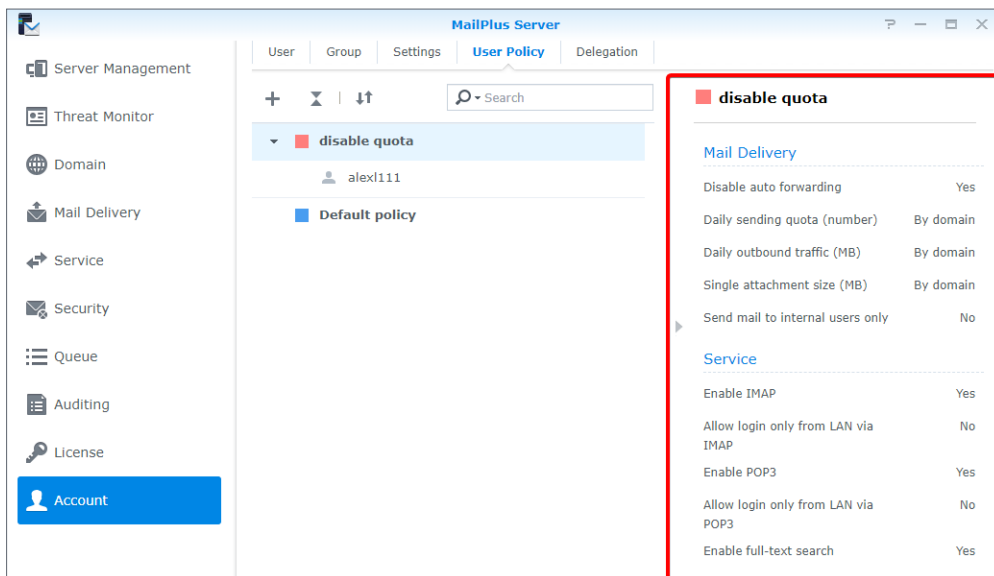 MailPlus Server
User Group Settings User Policy Delegation
Server Management
Threat Monitor
Domain
Mail Delivery
Service
Security
Queue
Auditing
License
Account
Search
disable quota
alexl111
Default policy
disable quota
Mail Delivery
Disable auto forwarding Yes
Daily sending quota (number) By domain
Daily outbound traffic (MB) By domain
Single attachment size (MB) By domain
Send mail to internal users only No
Service
Enable IMAP Yes
Allow login only from LAN via No
IMAP
Enable POP3 Yes
Allow login only from LAN via No
POP3
Enable full-text search Yes